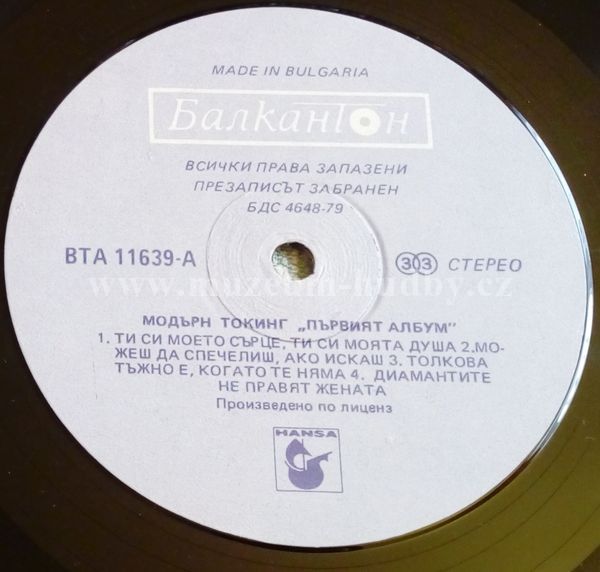 MADE IN BULGARIA
Балкантон
ВСИЧКИ ПРАВА ЗАПАЗЕНИ
ПРЕЗАПИСЪТ ЗАБРАНЕН
БДС 4648-79
ВТА 11639-А
33 СТЕРЕО
www.muzeum-hudby.cz
МОДЪРН ТОКИНГ „ПЪРВИЯТ АЛБУМ"
1. ТИ СИ МОЕТО СЪРЦЕ, ТИ СИ МОЯТА ДУША 2.МО-
ЖЕШ ДА СПЕЧЕЛИШ, АКО ИСКАШ 3. ТОЛКОВА
ТЪЖНО Е, КОГАТО ТЕ НЯМА 4. ДИАМАНТИТЕ
НЕ ПРАВЯТ ЖЕНАТА
Произведено по лиценз
HANSA